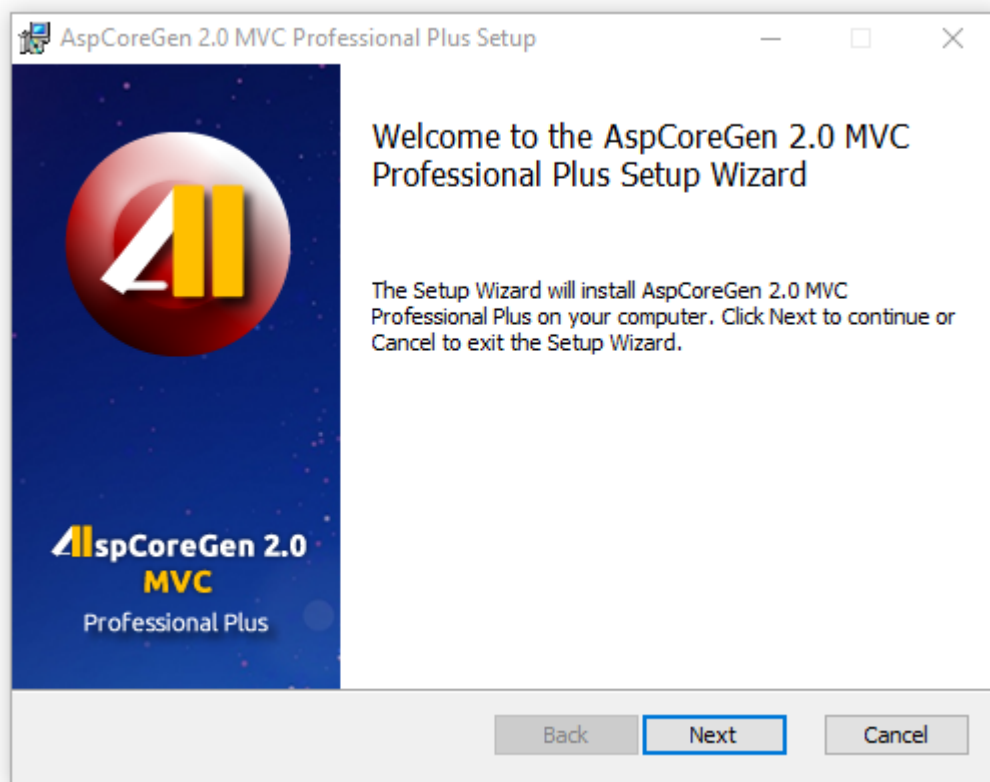 AspCoreGen 2.0 MVC Professional Plus Setup
Welcome to the AspCoreGen 2.0 MVC
Professional Plus Setup Wizard
The Setup Wizard will install AspCoreGen 2.0 MVC
Professional Plus on your computer. Click Next to continue or
Cancel to exit the Setup Wizard.
AspCoreGen 2.0
MVC
Professional Plus
Back
Next
Cancel